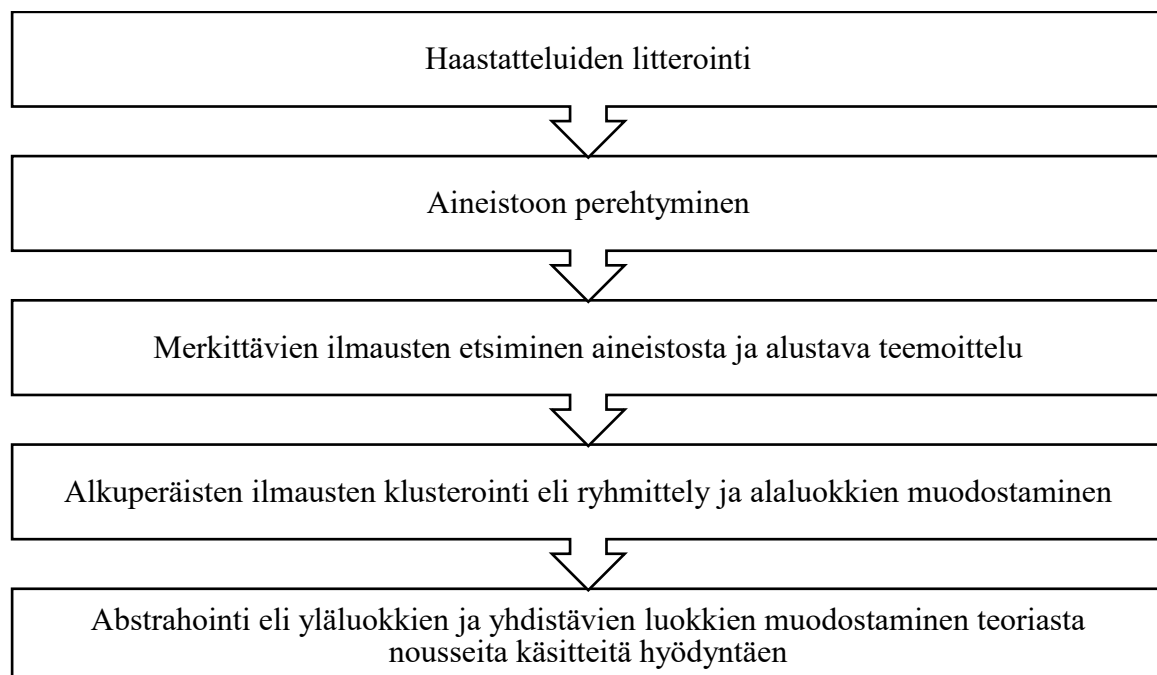 Haastatteluiden litterointi
Aineistoon perehtyminen
Merkittävien ilmausten etsiminen aineistosta ja alustava teemoittelu
Alkuperäisten ilmausten klusterointi eli ryhmittely ja alaluokkien muodostaminen
Abstrahointi eli yläluokkien ja yhdistävien luokkien muodostaminen teoriasta
nousseita käsitteitä hyödyntäen